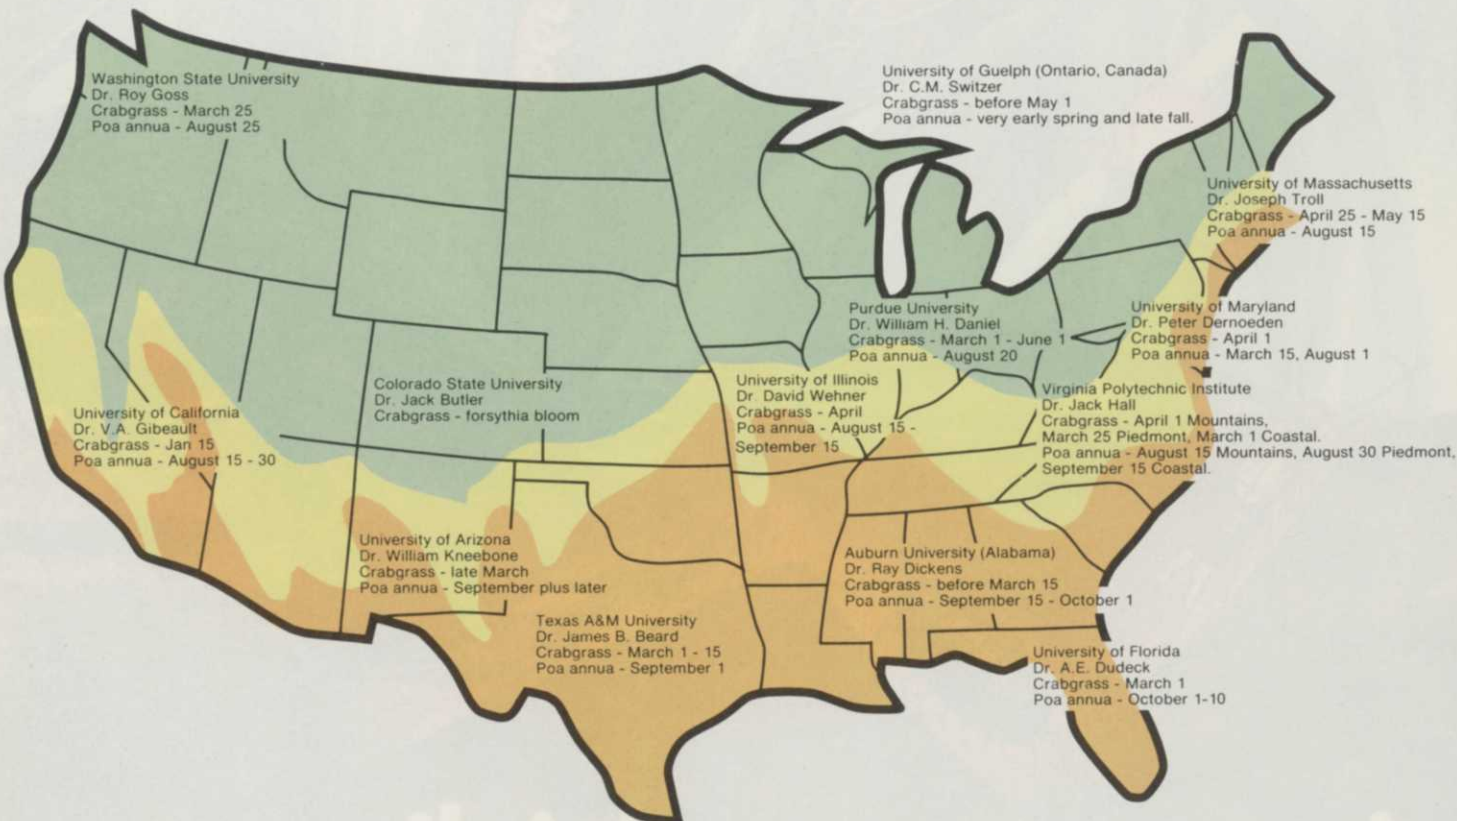 Washington State University
Dr. Roy Goss
Crabgrass - March 25
Poa annua - August 25
University of Guelph (Ontario, Canada)
Dr. C.M. Switzer
Crabgrass - before May 1
Poa annua - very early spring and late fall.
University of Massachusetts
Dr. Joseph Troll
Crabgrass - April 25 - May 15
Poa annua - August 15
Purdue University
Dr. William H. Daniel
Crabgrass - March 1 - June 1
Poa annua - August 20
University of Maryland
Dr. Peter Dernoeden
Crabgrass - April 1
Poa annua - March 15, August 1
University of California
Dr. V.A. Gibeault
Crabgrass - Jan 15
Poa annua - August 15 - 30
Colorado State University
Dr. Jack Butler
Crabgrass - forsythia bloom
University of Illinois
Dr. David Wehner
Crabgrass - April
Poa annua - August 15 -
September 15
Virginia Polytechnic Institute
Dr. Jack Hall
Crabgrass - April 1 Mountains,
March 25 Piedmont, March 1 Coastal.
Poa annua - August 15 Mountains, August 30 Piedmont,
September 15 Coastal.
University of Arizona
Dr. William Kneebone
Crabgrass - late March
Poa annua - September plus later
Auburn University (Alabama)
Dr. Ray Dickens
Crabgrass - before March 15
Poa annua - September 15 - October 1
Texas A&M University
Dr. James B. Beard
Crabgrass - March 1 - 15
Poa annua - September 1
University of Florida
Dr. A.E. Dudeck
Crabgrass - March 1
Poa annua - October 1-10